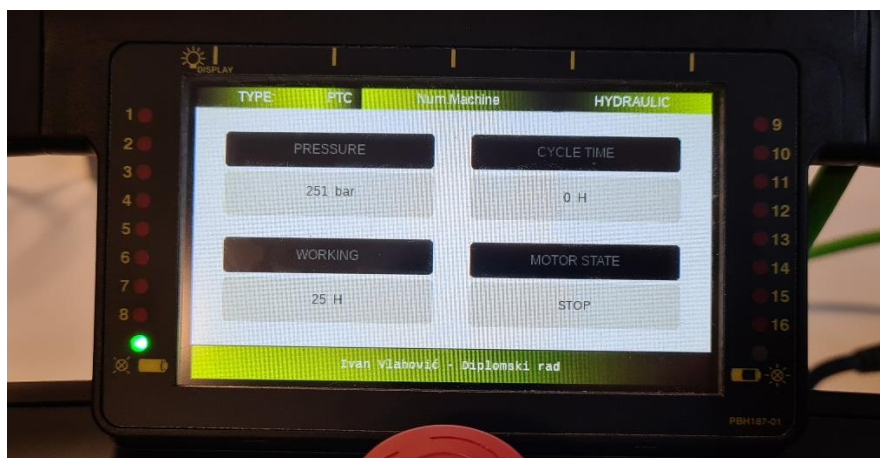 DISPLAY
TYPE PTC Num.Machine HYDRAULIC
PRESSURE CYCLE TIME
251 bar 0 H
WORKING MOTOR STATE
25 H STOP
Ivan Vlahović - Diplomski rad
1
2
3
4
5
6
7
8
9
10
11
12
13
14
15
16
PBH187-01